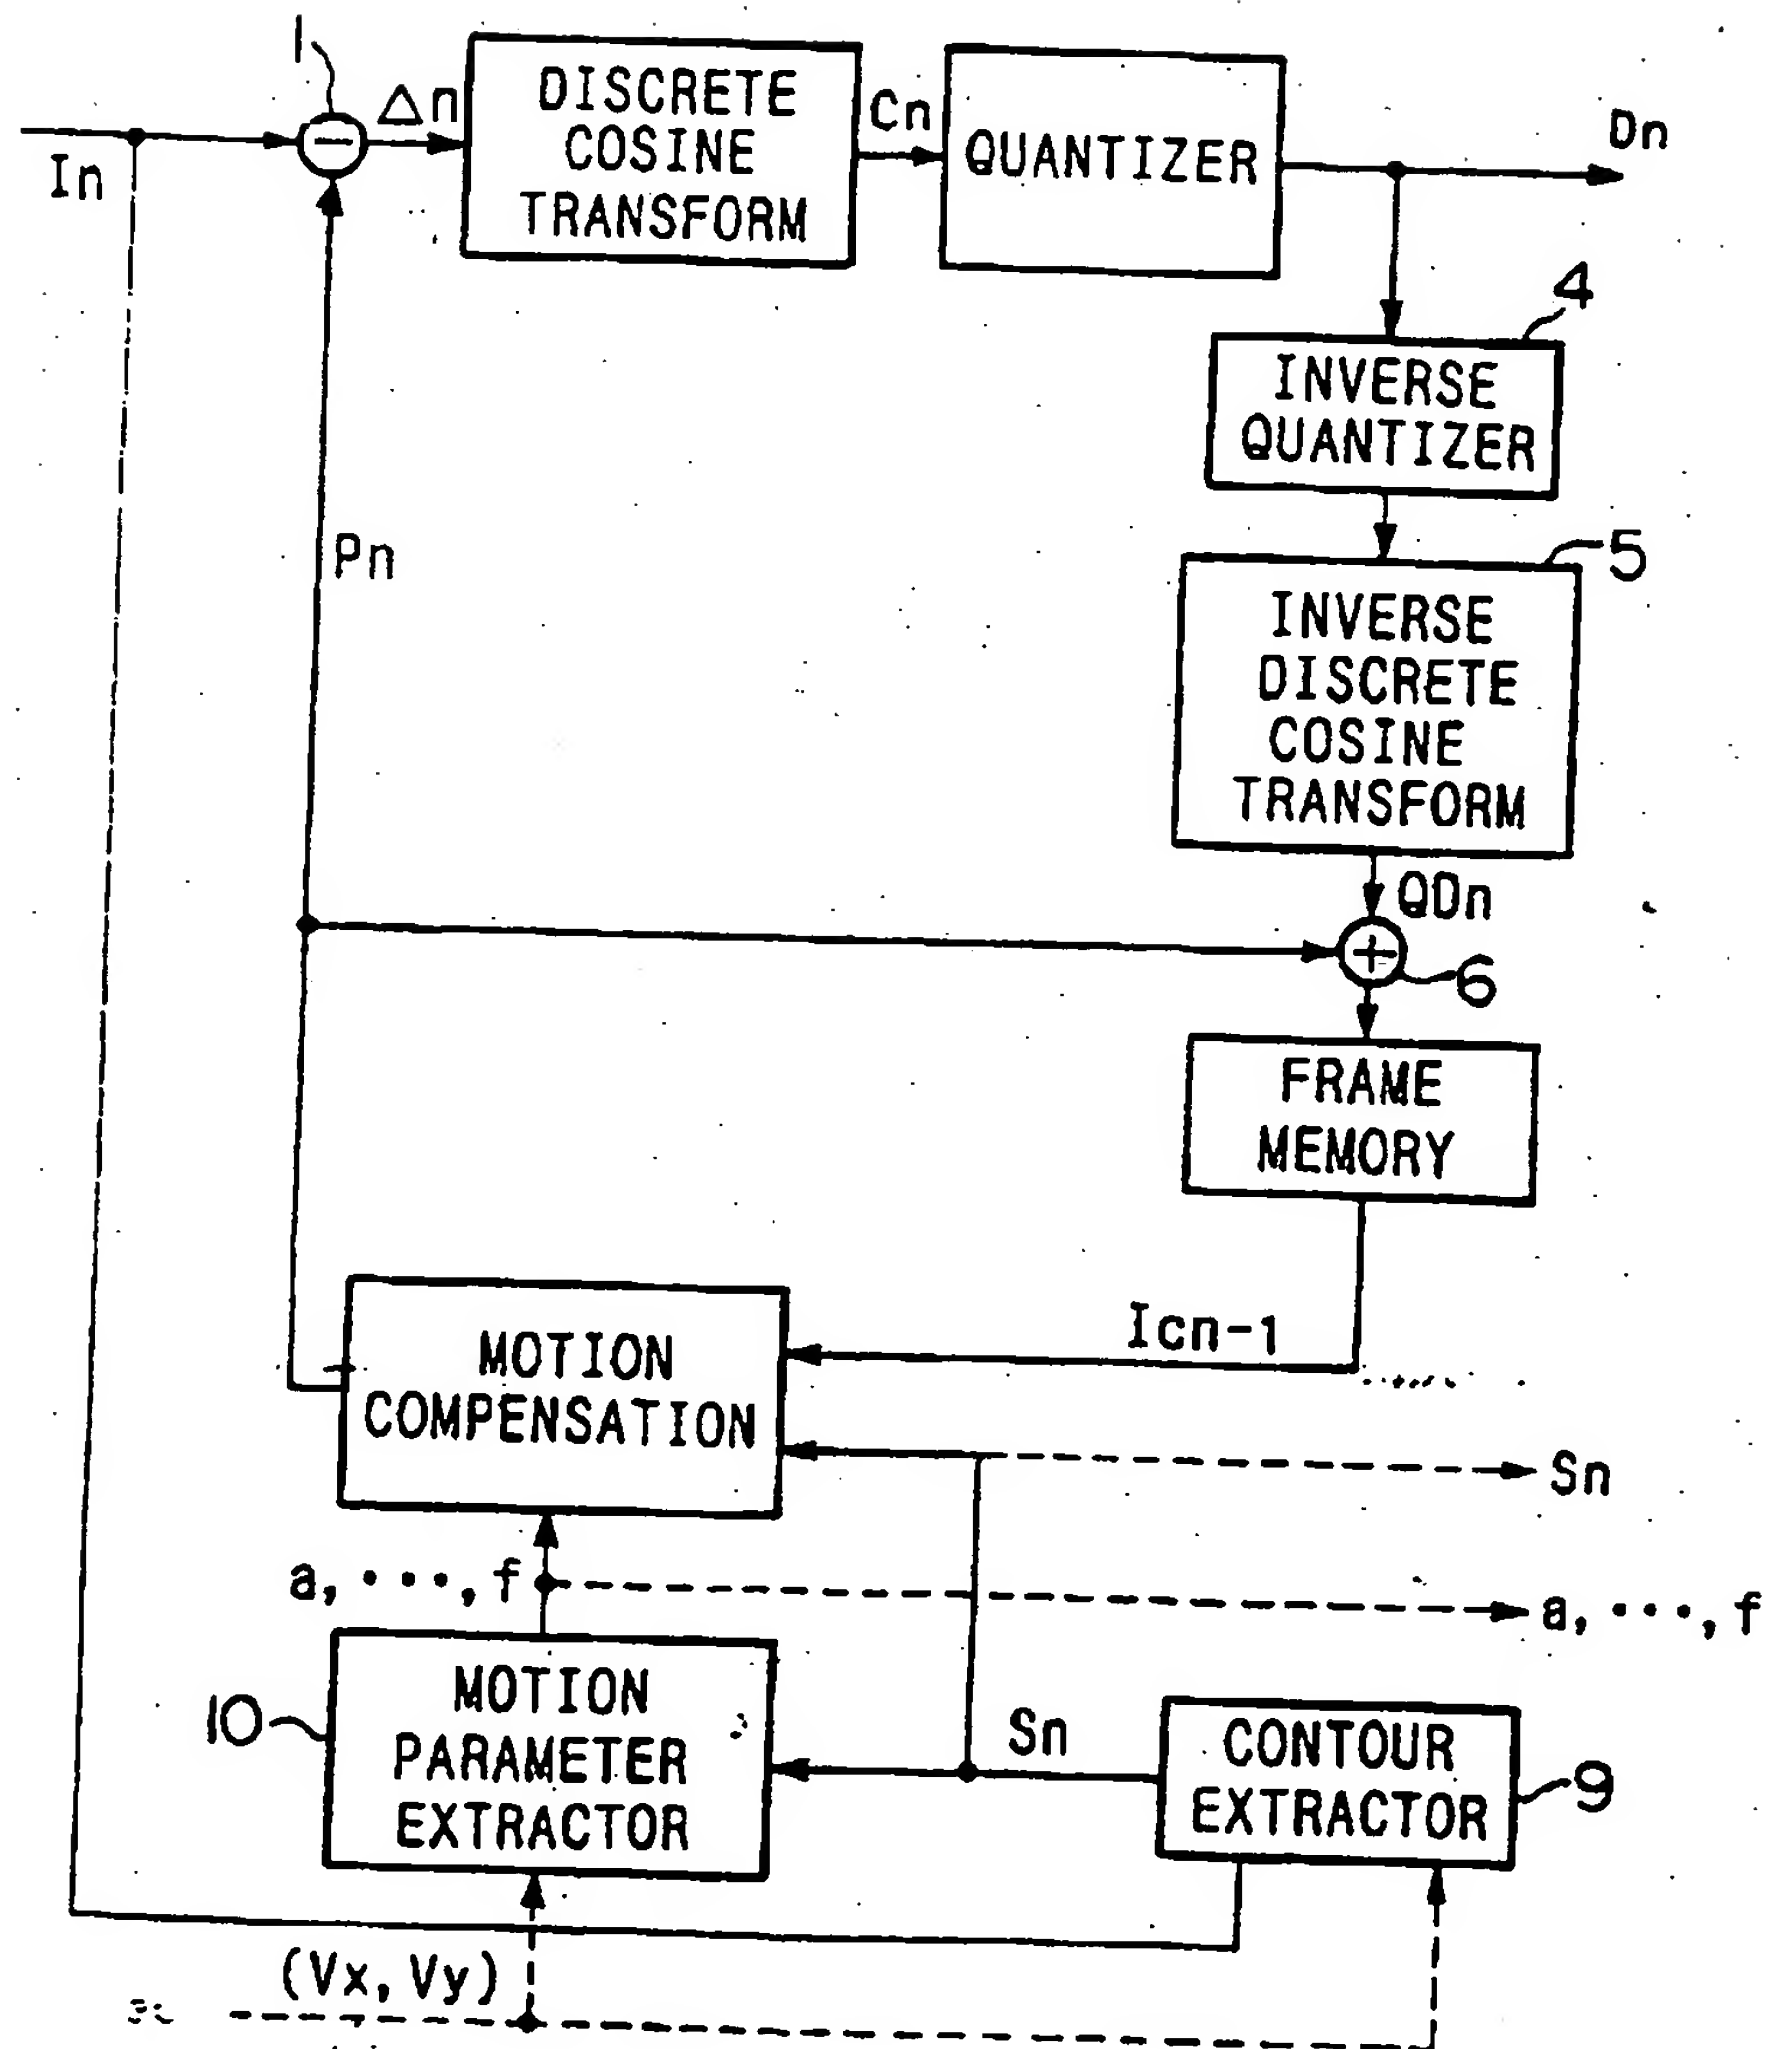 1
In
Δn
DISCRETE
COSINE
TRANSFORM
Cn
QUANTIZER
Dn
4
INVERSE
QUANTIZER
5
INVERSE
DISCRETE
COSINE
TRANSFORM
Pn
QDn
6
FRAME
MEMORY
Icn-1
MOTION
COMPENSATION
Sn
a, ···, f
a, ···, f
10
MOTION
PARAMETER
EXTRACTOR
Sn
CONTOUR
EXTRACTOR
9
(Vx, Vy)